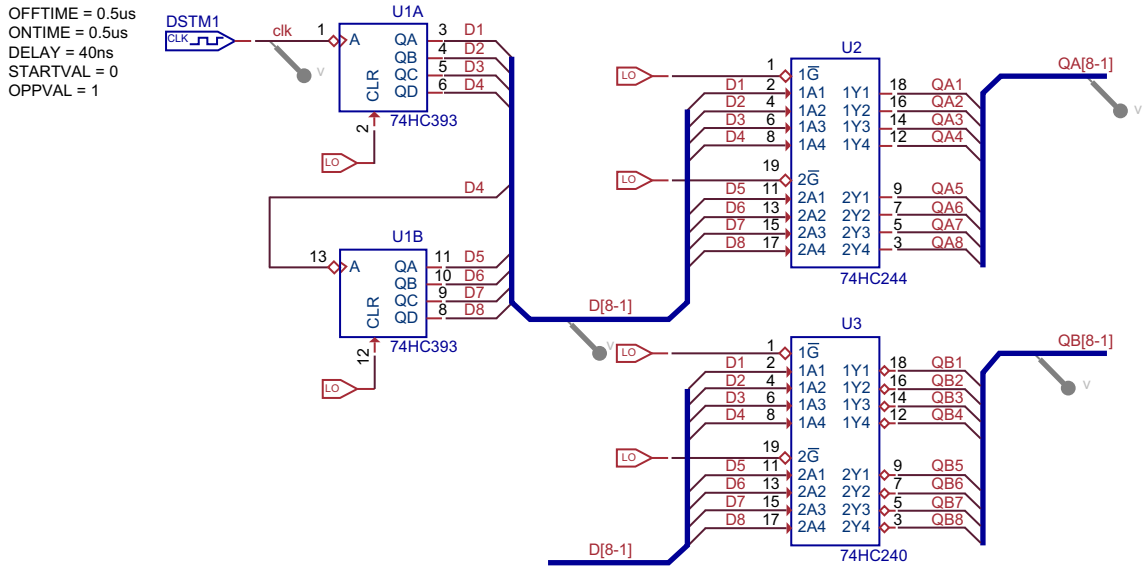 OFFTIME = 0.5us
ONTIME = 0.5us
DELAY = 40ns
STARTVAL = 0
OPPVAL = 1
DSTM1
CLK
clk
V
U1A
1
A
QA
3
D1
QB
4
D2
QC
5
D3
QD
6
D4
CLR
2
74HC393
LO
D4
U1B
13
A
QA
11
D5
QB
10
D6
QC
9
D7
QD
8
D8
CLR
12
74HC393
LO
D[8-1]
V
U2
LO
1
1G
D1
2
1A1
1Y1
18
QA1
D2
4
1A2
1Y2
16
QA2
D3
6
1A3
1Y3
14
QA3
D4
8
1A4
1Y4
12
QA4
LO
19
2G
D5
11
2A1
2Y1
9
QA5
D6
13
2A2
2Y2
7
QA6
D7
15
2A3
2Y3
5
QA7
D8
17
2A4
2Y4
3
QA8
74HC244
QA[8-1]
V
U3
LO
1
1G
D1
2
1A1
1Y1
18
QB1
D2
4
1A2
1Y2
16
QB2
D3
6
1A3
1Y3
14
QB3
D4
8
1A4
1Y4
12
QB4
LO
19
2G
D5
11
2A1
2Y1
9
QB5
D6
13
2A2
2Y2
7
QB6
D7
15
2A3
2Y3
5
QB7
D8
17
2A4
2Y4
3
QB8
74HC240
D[8-1]
QB[8-1]
V